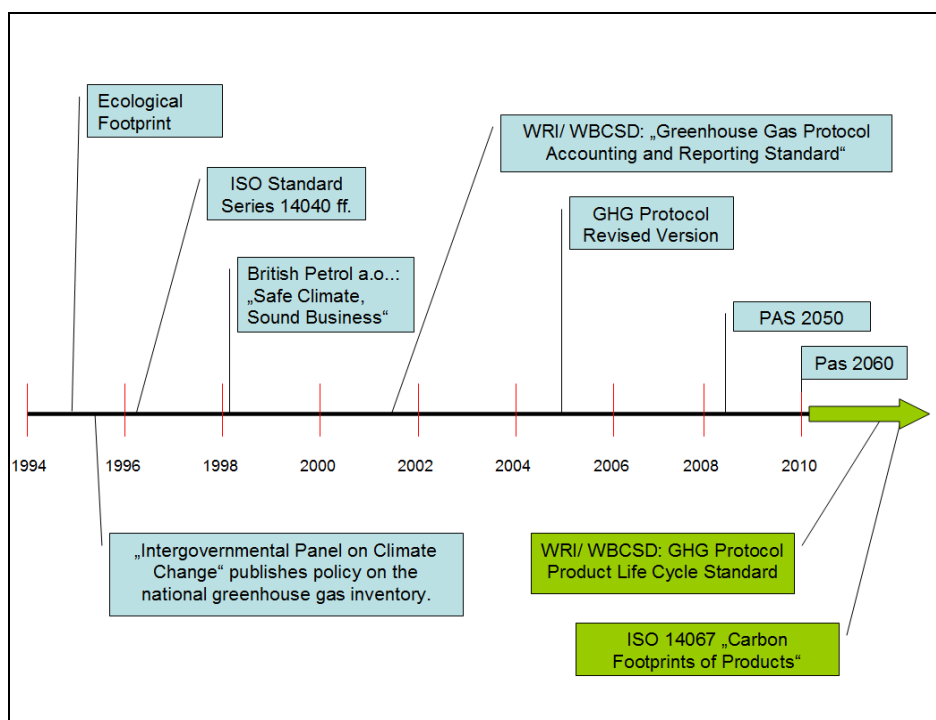 Ecological
Footprint
WRI/ WBCSD: „Greenhouse Gas Protocol
Accounting and Reporting Standard“
ISO Standard
Series 14040 ff.
GHG Protocol
Revised Version
British Petrol a.o..:
„Safe Climate,
Sound Business“
PAS 2050
Pas 2060
1994
1996
1998
2000
2002
2004
2006
2008
2010
„Intergovernmental Panel on Climate
Change“ publishes policy on the
national greenhouse gas inventory.
WRI/ WBCSD: GHG Protocol
Product Life Cycle Standard
ISO 14067 „Carbon
Footprints of Products“